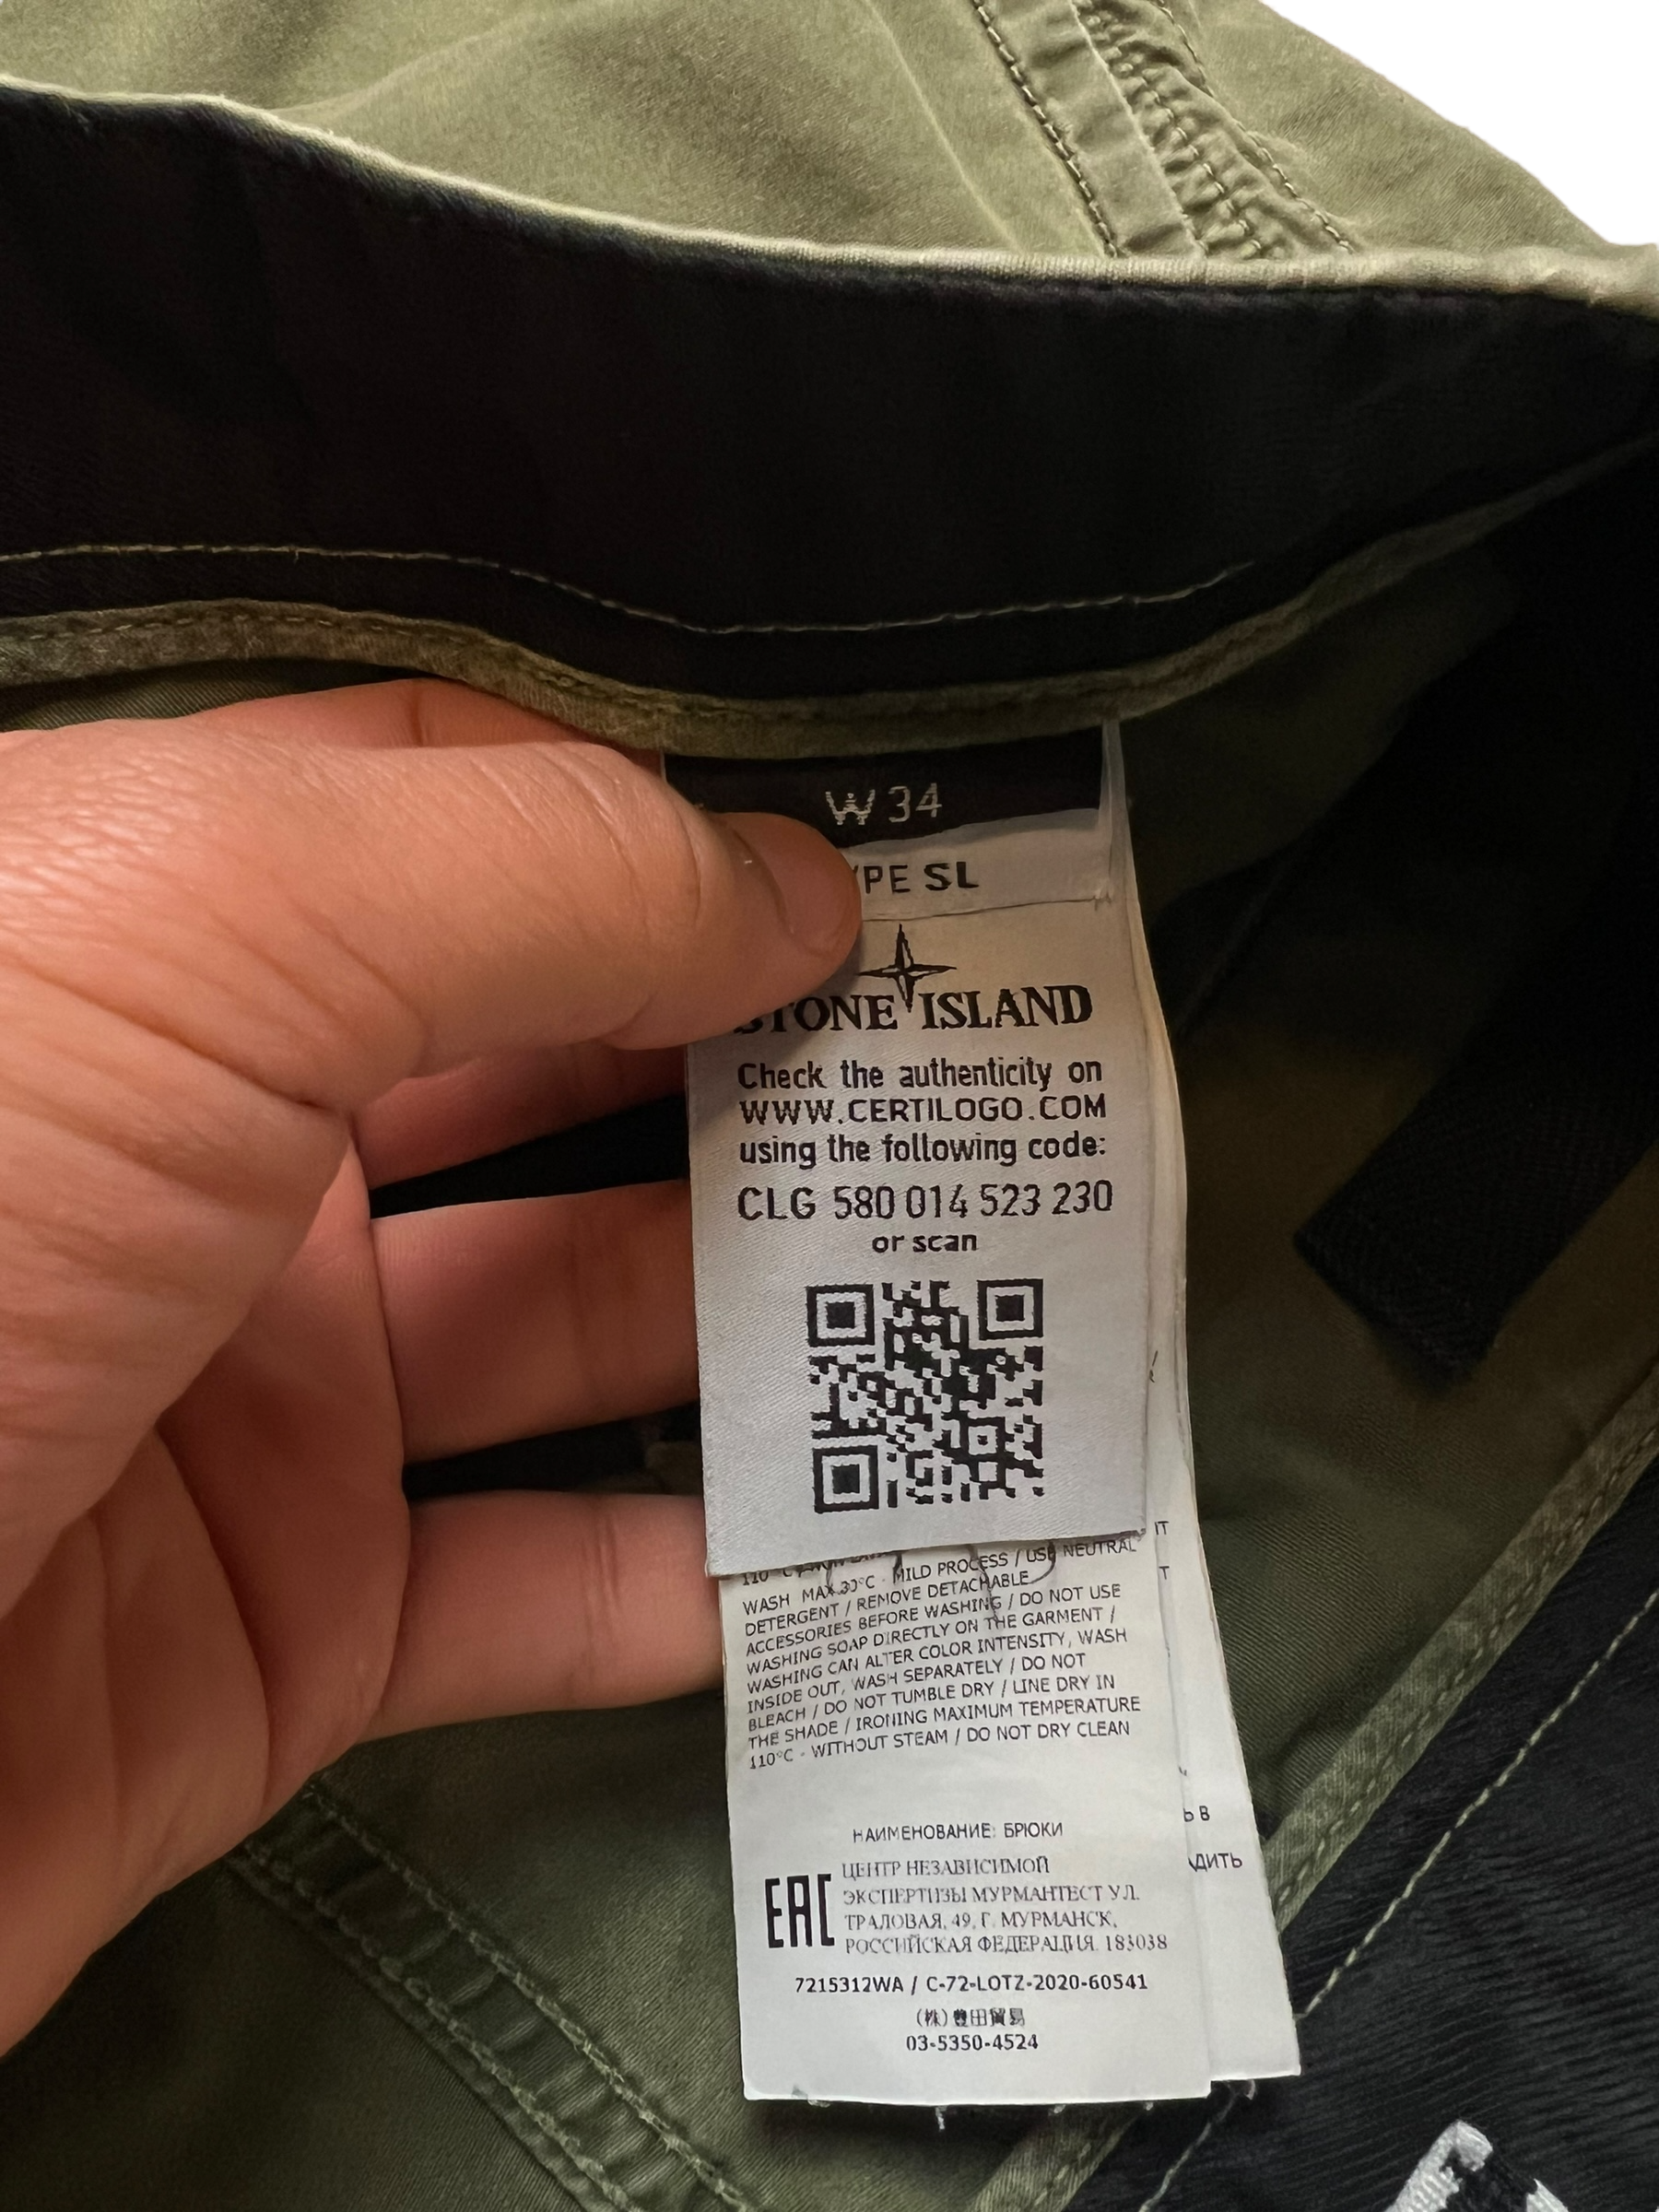 W 34
SL
STONE ISLAND
Check the authenticity on
WWW.CERTILOGO.COM
using the following code:
CLG 580 014 523 230
or scan
110°C
WASH MAX 30°C - MILD PROCESS / USE NEUTRAL
DETERGENT / REMOVE DETACHABLE
ACCESSORIES BEFORE WASHING / DO NOT USE
WASHING SOAP DIRECTLY ON THE GARMENT /
WASHING CAN ALTER COLOR INTENSITY, WASH
INSIDE OUT, WASH SEPARATELY / DO NOT
BLEACH / DO NOT TUMBLE DRY / LINE DRY IN
THE SHADE / IRONING MAXIMUM TEMPERATURE
110°C - WITHOUT STEAM / DO NOT DRY CLEAN
НАИМЕНОВАНИЕ: БРЮКИ
EAC
ЦЕНТР НЕЗАВИСИМОЙ
ЭКСПЕРТИЗЫ МУРМАНТЕСТ УЛ.
ТРАЛОВАЯ, 49, Г. МУРМАНСК,
РОССИЙСКАЯ ФЕДЕРАЦИЯ. 183038
7215312WA / C-72-LOTZ-2020-60541
(株)豊田貿易
03-5350-4524